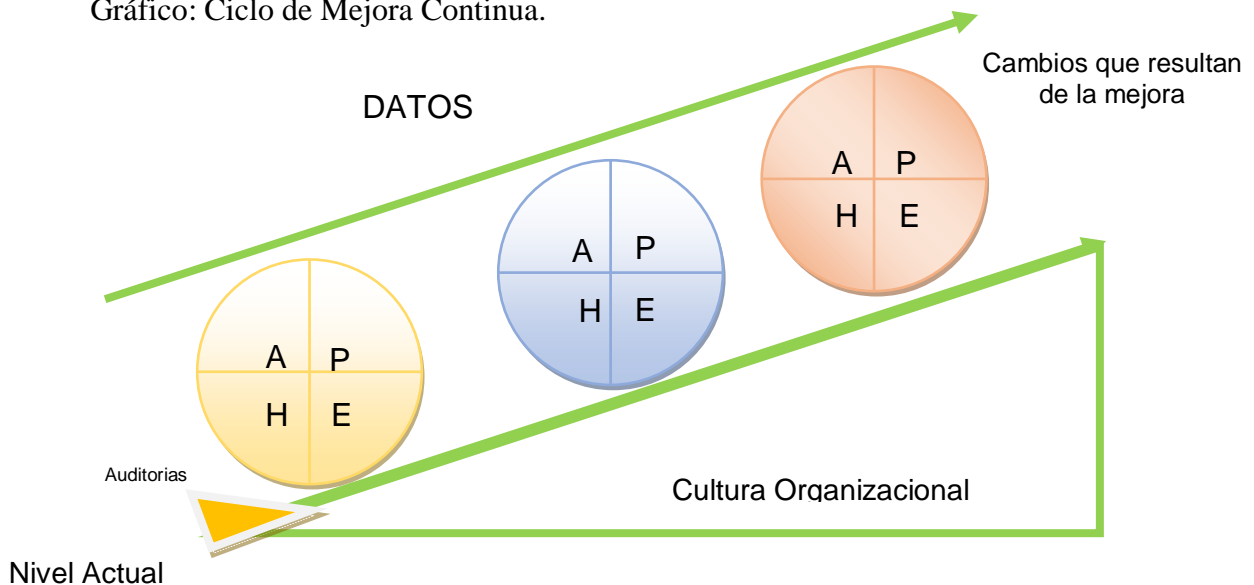 Gráfico: Ciclo de Mejora Continua.
Cambios que resultan
de la mejora
DATOS
A P
H E
A P
H E
A P
H E
Auditorias
Cultura Organizacional
Nivel Actual